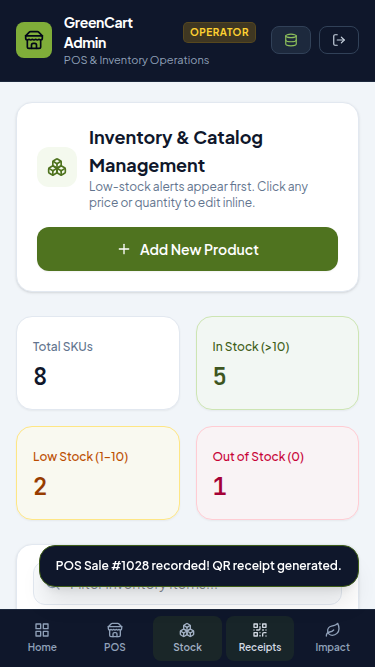 GreenCart
Admin
OPERATOR
POS & Inventory Operations
Inventory & Catalog
Management
Low-stock alerts appear first. Click any
price or quantity to edit inline.
+ Add New Product
Total SKUs
8
In Stock (>10)
5
Low Stock (1–10)
2
Out of Stock (0)
1
POS Sale #1028 recorded! QR receipt generated.
Home
POS
Stock
Receipts
Impact